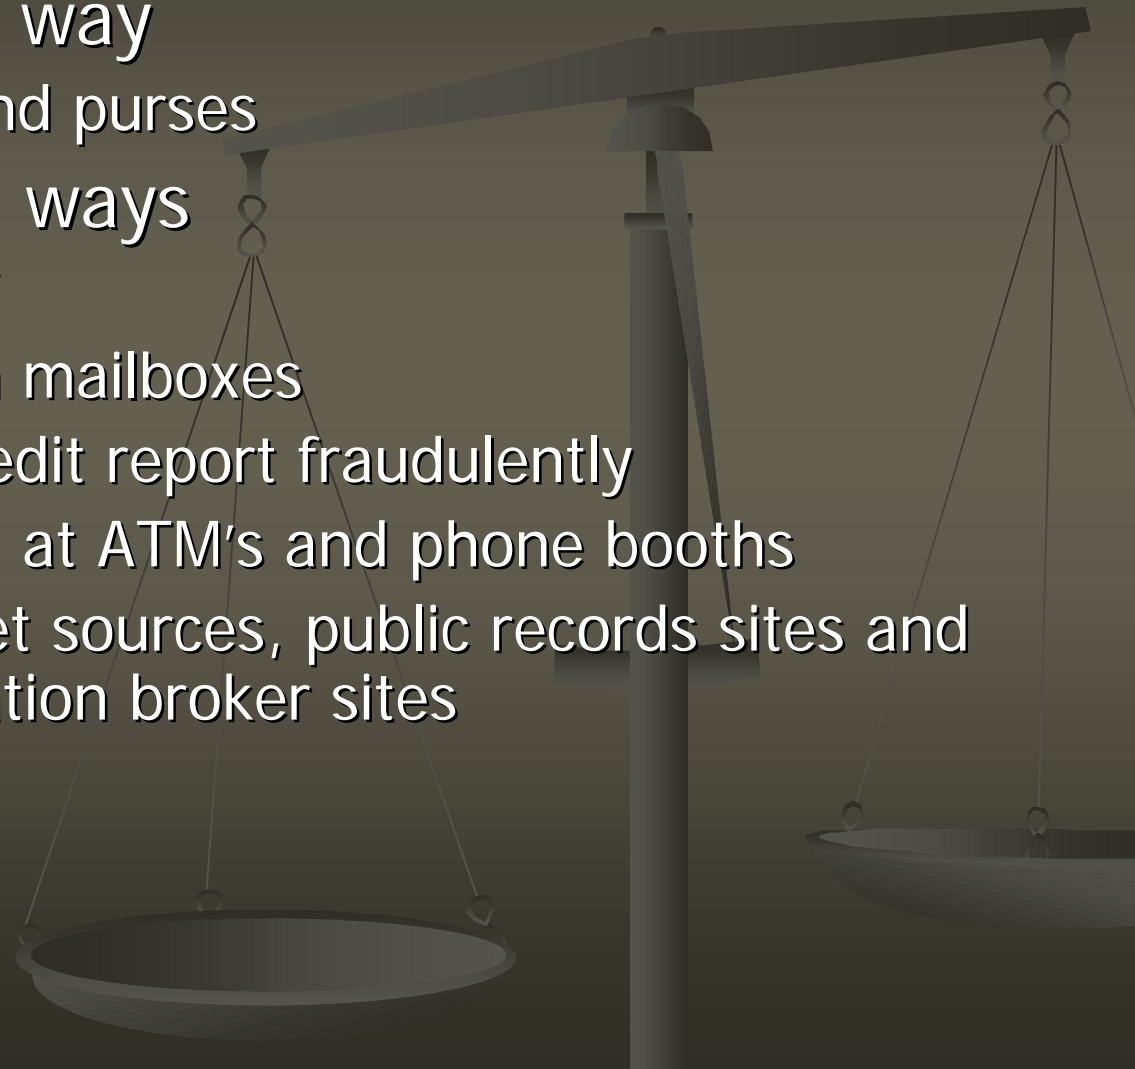 way
nd purses
ways
mailboxes
edit report fraudulently
at ATM's and phone booths
et sources, public records sites and
ation broker sites